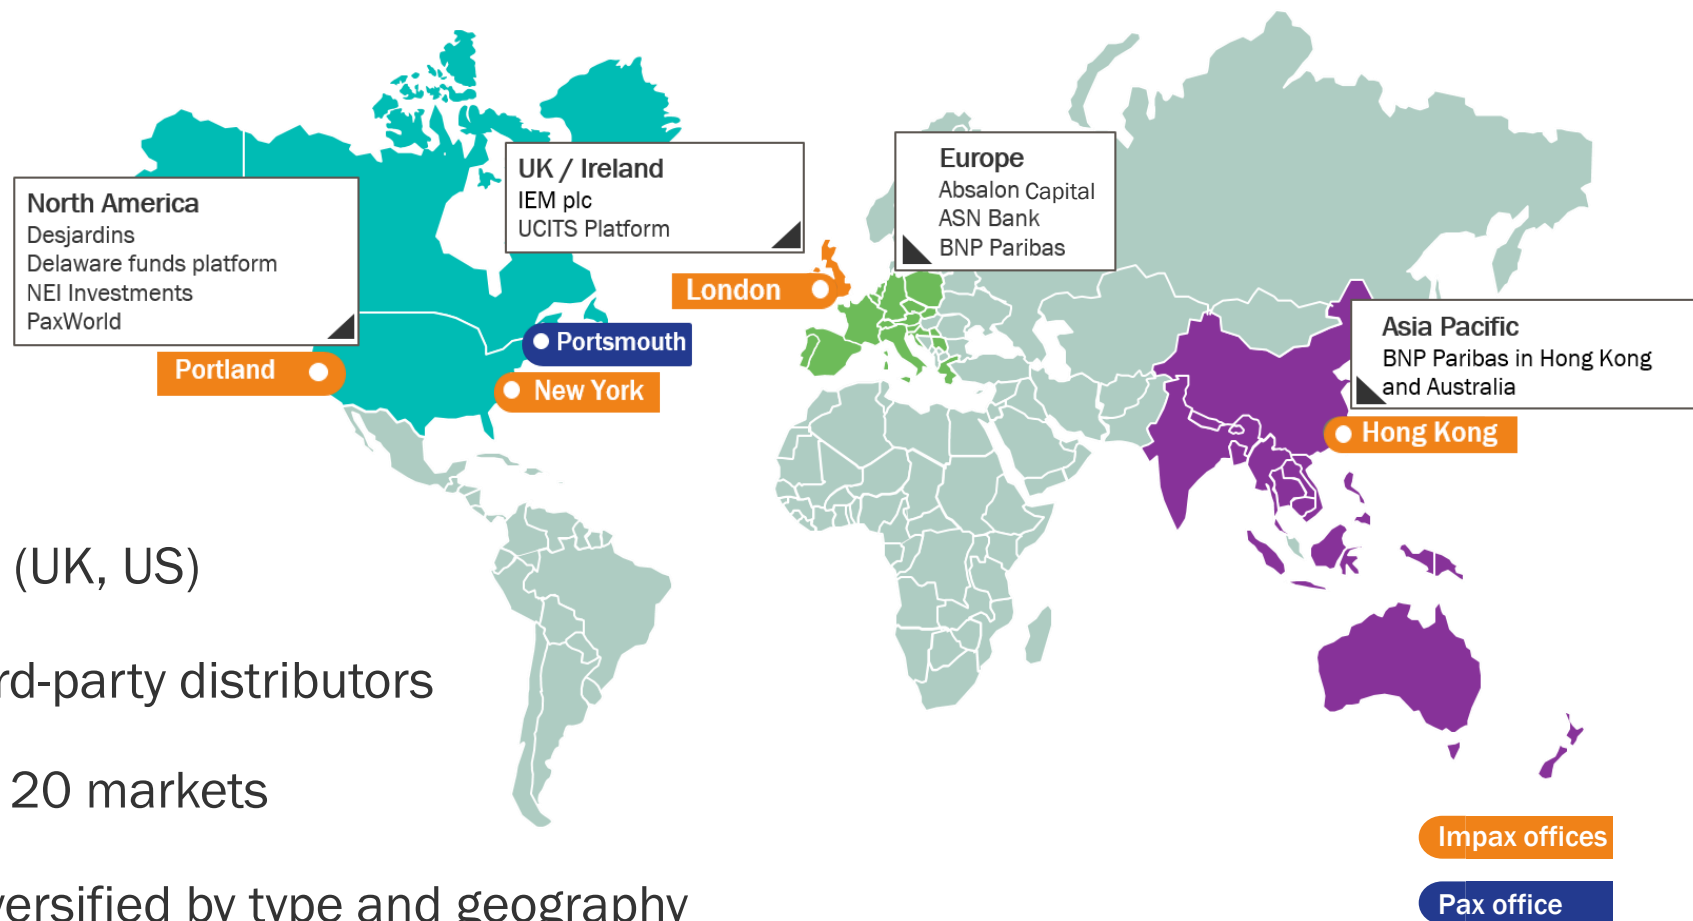 North America
Desjardins
Delaware funds platform
NEI Investments
PaxWorld
UK / Ireland
IEM plc
UCITS Platform
Europe
Absalon Capital
ASN Bank
BNP Paribas
London
Portsmouth
Portland
New York
Asia Pacific
BNP Paribas in Hong Kong
and Australia
Hong Kong
(UK, US)
rd-party distributors
20 markets
versified by type and geography
Impax offices
Pax office